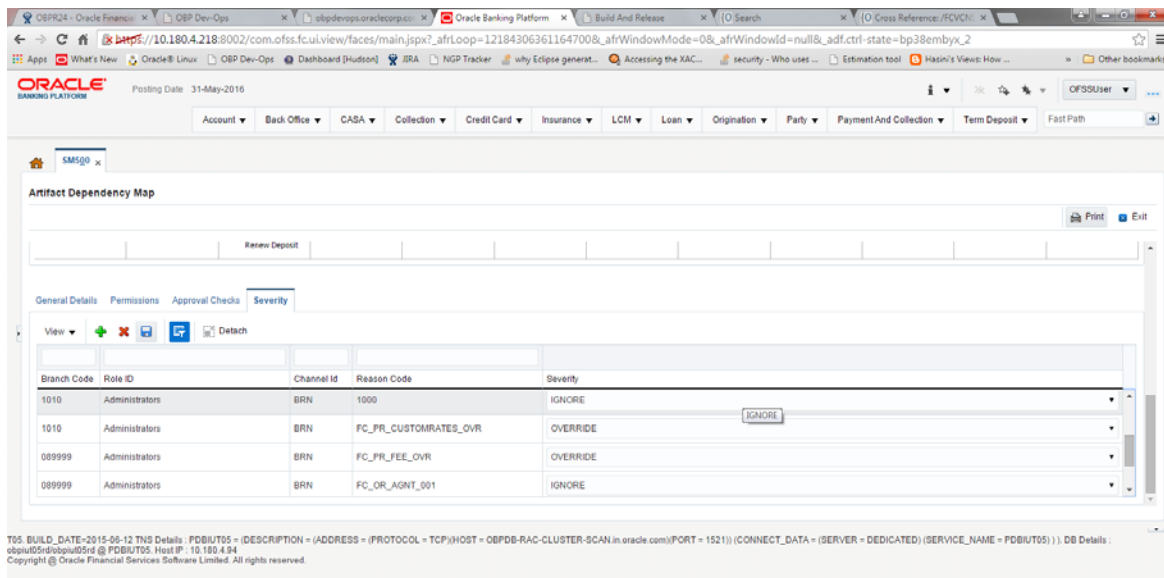 OBPR24 - Oracle Financial
OBP Dev-Ops
obpdevops.oraclecorp.co
Oracle Banking Platform
Build And Release
{O Search
{O Cross Reference: /FCVCN
https://10.180.4.218:8002/com.ofss.fc.ui.view/faces/main.jspx?_afrLoop=12184306361164700&_afrWindowMode=0&_afrWindowId=null&_adf.ctrl-state=bp38embyx_2
Apps What's New Oracle® Linux OBP Dev-Ops Dashboard [Hudson] JIRA NGP Tracker why Eclipse generat... Accessing the XAC... security - Who uses ... Estimation tool Hasini's Views: How ... » Other bookmarks
ORACLE
BANKING PLATFORM
Posting Date 31-May-2016
OFSSUser
Account Back Office CASA Collection Credit Card Insurance LCM Loan Origination Party Payment And Collection Term Deposit Fast Path
SM500 x
Artifact Dependency Map
Print Exit
Renew Deposit
General Details Permissions Approval Checks Severity
View Detach
Branch Code Role ID Channel Id Reason Code Severity
1010 Administrators BRN 1000 IGNORE
IGNORE
1010 Administrators BRN FC_PR_CUSTOMRATES_OVR OVERRIDE
089999 Administrators BRN FC_PR_FEE_OVR OVERRIDE
089999 Administrators BRN FC_OR_AGNT_001 IGNORE
T05. BUILD_DATE=2015-06-12 TNS Details : PDBIUT05 = (DESCRIPTION = (ADDRESS = (PROTOCOL = TCP)(HOST = OBPDB-RAC-CLUSTER-SCAN.in.oracle.com)(PORT = 1521)) (CONNECT_DATA = (SERVER = DEDICATED) (SERVICE_NAME = PDBIUT05) ) ). DB Details :
obpiut05rd/obpiut05rd @ PDBIUT05. Host IP : 10.180.4.94
Copyright @ Oracle Financial Services Software Limited. All rights reserved.